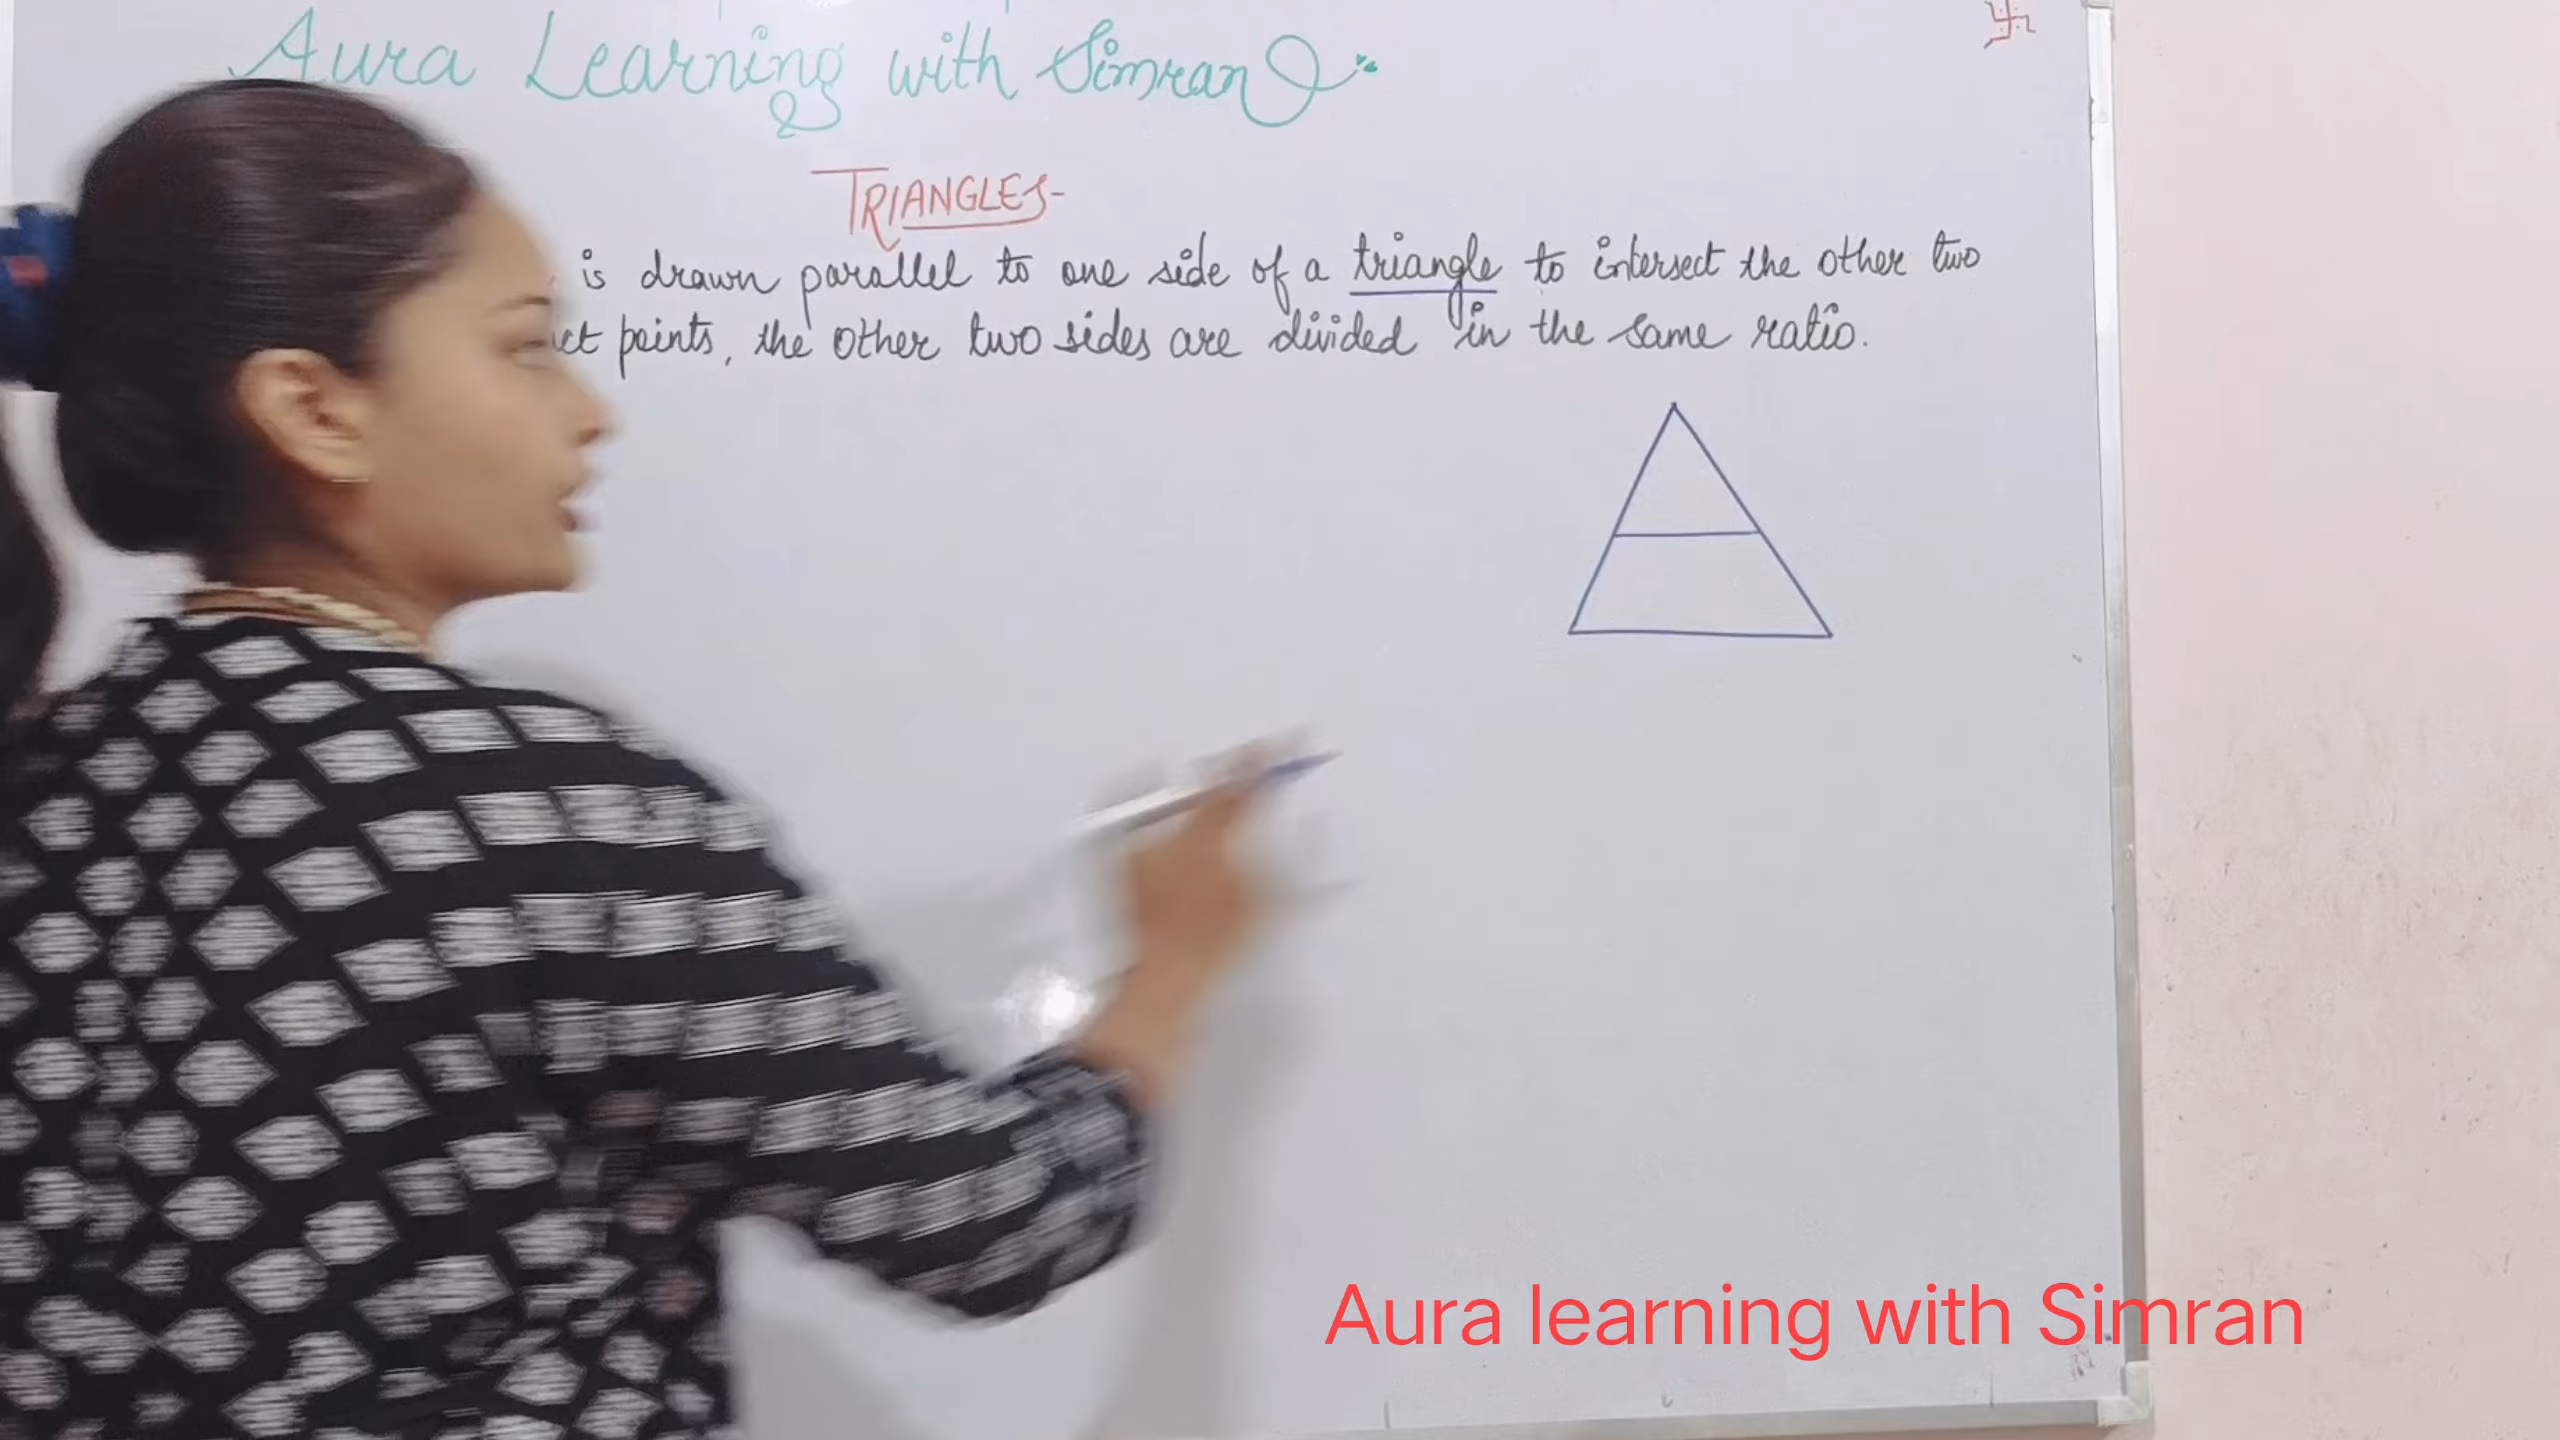 Aura Learning with Simran
TRIANGLES-
is drawn parallel to one side of a triangle to intersect the other two
points, the other two sides are divided in the same ratio.
Aura learning with Simran